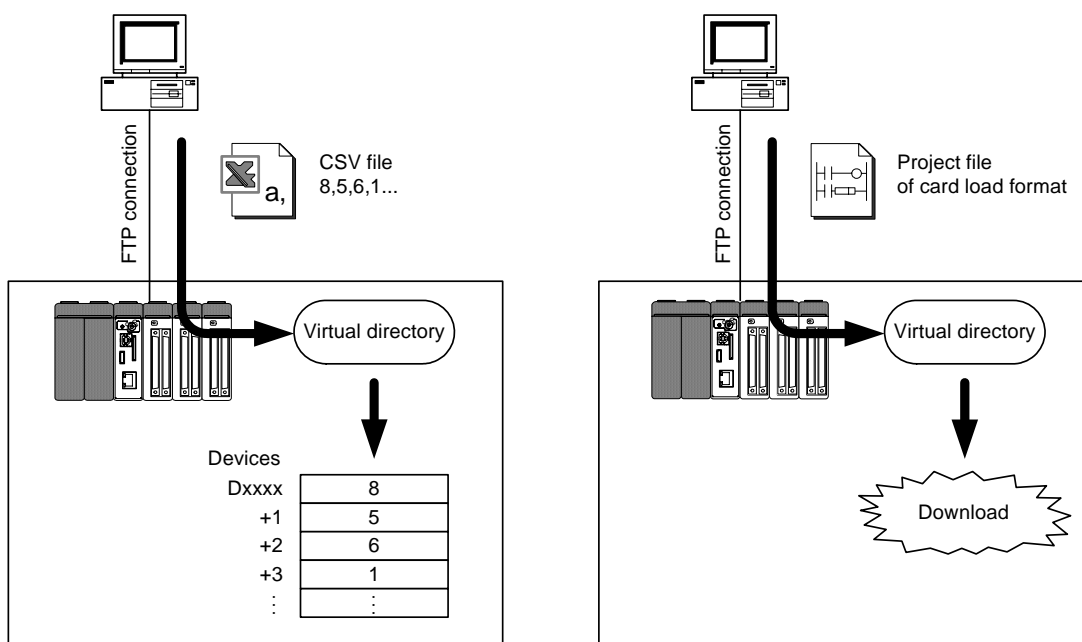 FTP connection
CSV file
8,5,6,1...
a,
Virtual directory
Devices
Dxxxx 8
+1 5
+2 6
+3 1
⋮ ⋮
FTP connection
Project file
of card load format
Virtual directory
Download